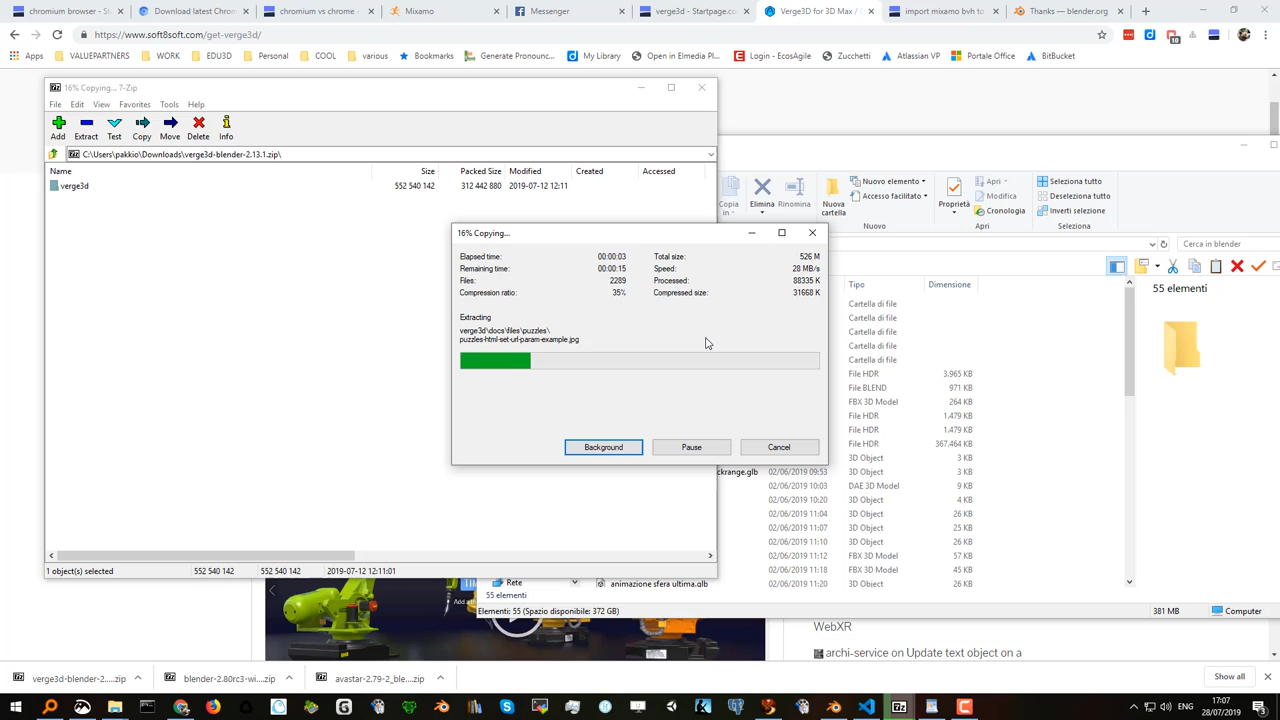 chromium browser - St
Download latest Chrom
chromium vs chrome -
Mixamo
Messenger
verge3d - Startpage.co
Verge3D for 3D Max /
import mixamo bvh to
Thanks — blender.org
https://www.soft8soft.com/get-verge3d/
10
Apps
VALUEPARTNERS
WORK
EDU3D
Personal
COOL
various
Bookmarks
Generate Pronounc...
My Library
Open in Elmedia Pl...
Login - EcosAgile
Zucchetti
Atlassian VP
Portale Office
BitBucket
16% Copying... 7-Zip
File Edit View Favorites Tools Help
Add Extract Test Copy Move Delete Info
C:\Users\pakkio\Downloads\verge3d-blender-2.13.1.zip\
Name Size Packed Size Modified Created Accessed
verge3d 552 540 142 312 442 880 2019-07-12 12:11
Copia in
Elimina
Rinomina
Nuova cartella
Nuovo elemento
Accesso facilitato
Nuovo
Proprietà
Apri
Modifica
Cronologia
Apri
Seleziona tutto
Deseleziona tutto
Inverti selezione
Seleziona
Cerca in blender
16% Copying...
Elapsed time: 00:00:03 Total size: 526 M
Remaining time: 00:00:15 Speed: 28 MB/s
Files: 2289 Processed: 88335 K
Compression ratio: 35% Compressed size: 31668 K
Extracting
verge3d\docs\files\puzzles\
puzzles-html-set-url-param-example.jpg
Background Pause Cancel
Tipo Dimensione
55 elementi
Cartella di file
Cartella di file
Cartella di file
Cartella di file
Cartella di file
File HDR 3.965 KB
File BLEND 971 KB
FBX 3D Model 264 KB
File HDR 1.479 KB
File HDR 1.479 KB
File HDR 367.464 KB
3D Object 3 KB
ckrange.glb 02/06/2019 09:53 3D Object 3 KB
02/06/2019 10:03 DAE 3D Model 9 KB
02/06/2019 10:20 3D Object 4 KB
02/06/2019 11:04 3D Object 26 KB
02/06/2019 11:07 3D Object 25 KB
02/06/2019 11:10 3D Object 26 KB
02/06/2019 11:12 FBX 3D Model 57 KB
02/06/2019 11:18 FBX 3D Model 45 KB
Rete animazione sfera ultima.glb 02/06/2019 11:20 3D Object 26 KB
1 object(s) selected 552 540 142 552 540 142 2019-07-12 12:11:01
55 elementi
Elementi: 55 (Spazio disponibile: 372 GB) 381 MB Computer
WebXR
archi-service on Update text object on a
verge3d-blender-2....zip
blender-2.80rc3-wi....zip
avastar-2.79-2_ble....zip
Show all
ENG
17:07
28/07/2019